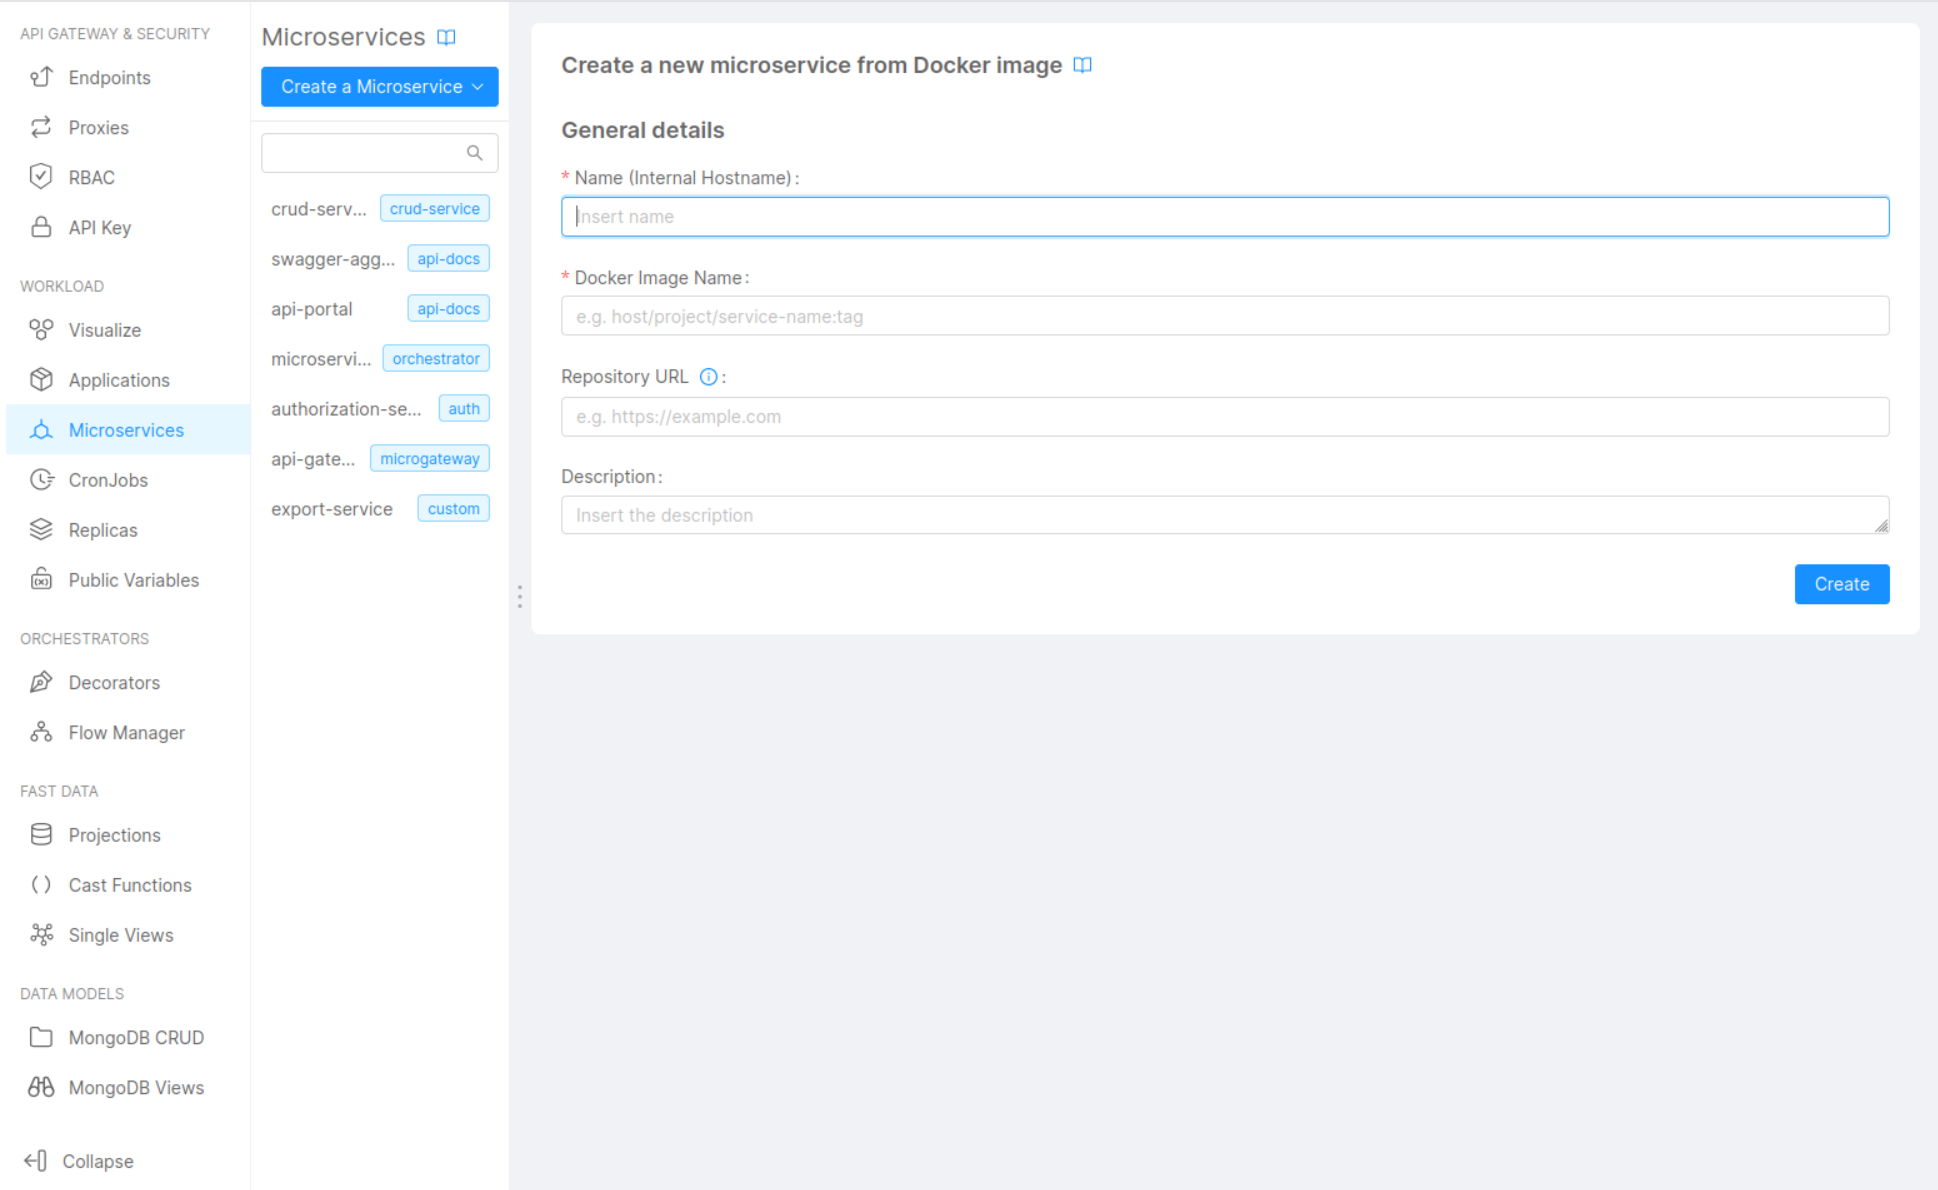 API GATEWAY & SECURITY
Endpoints
Proxies
RBAC
API Key
WORKLOAD
Visualize
Applications
Microservices
CronJobs
Replicas
Public Variables
ORCHESTRATORS
Decorators
Flow Manager
FAST DATA
Projections
Cast Functions
Single Views
DATA MODELS
MongoDB CRUD
MongoDB Views
Collapse
Microservices
Create a Microservice
crud-serv... crud-service
swagger-agg... api-docs
api-portal api-docs
microservi... orchestrator
authorization-se... auth
api-gate... microgateway
export-service custom
Create a new microservice from Docker image
General details
* Name (Internal Hostname) :
Insert name
* Docker Image Name :
e.g. host/project/service-name:tag
Repository URL :
e.g. https://example.com
Description :
Insert the description
Create